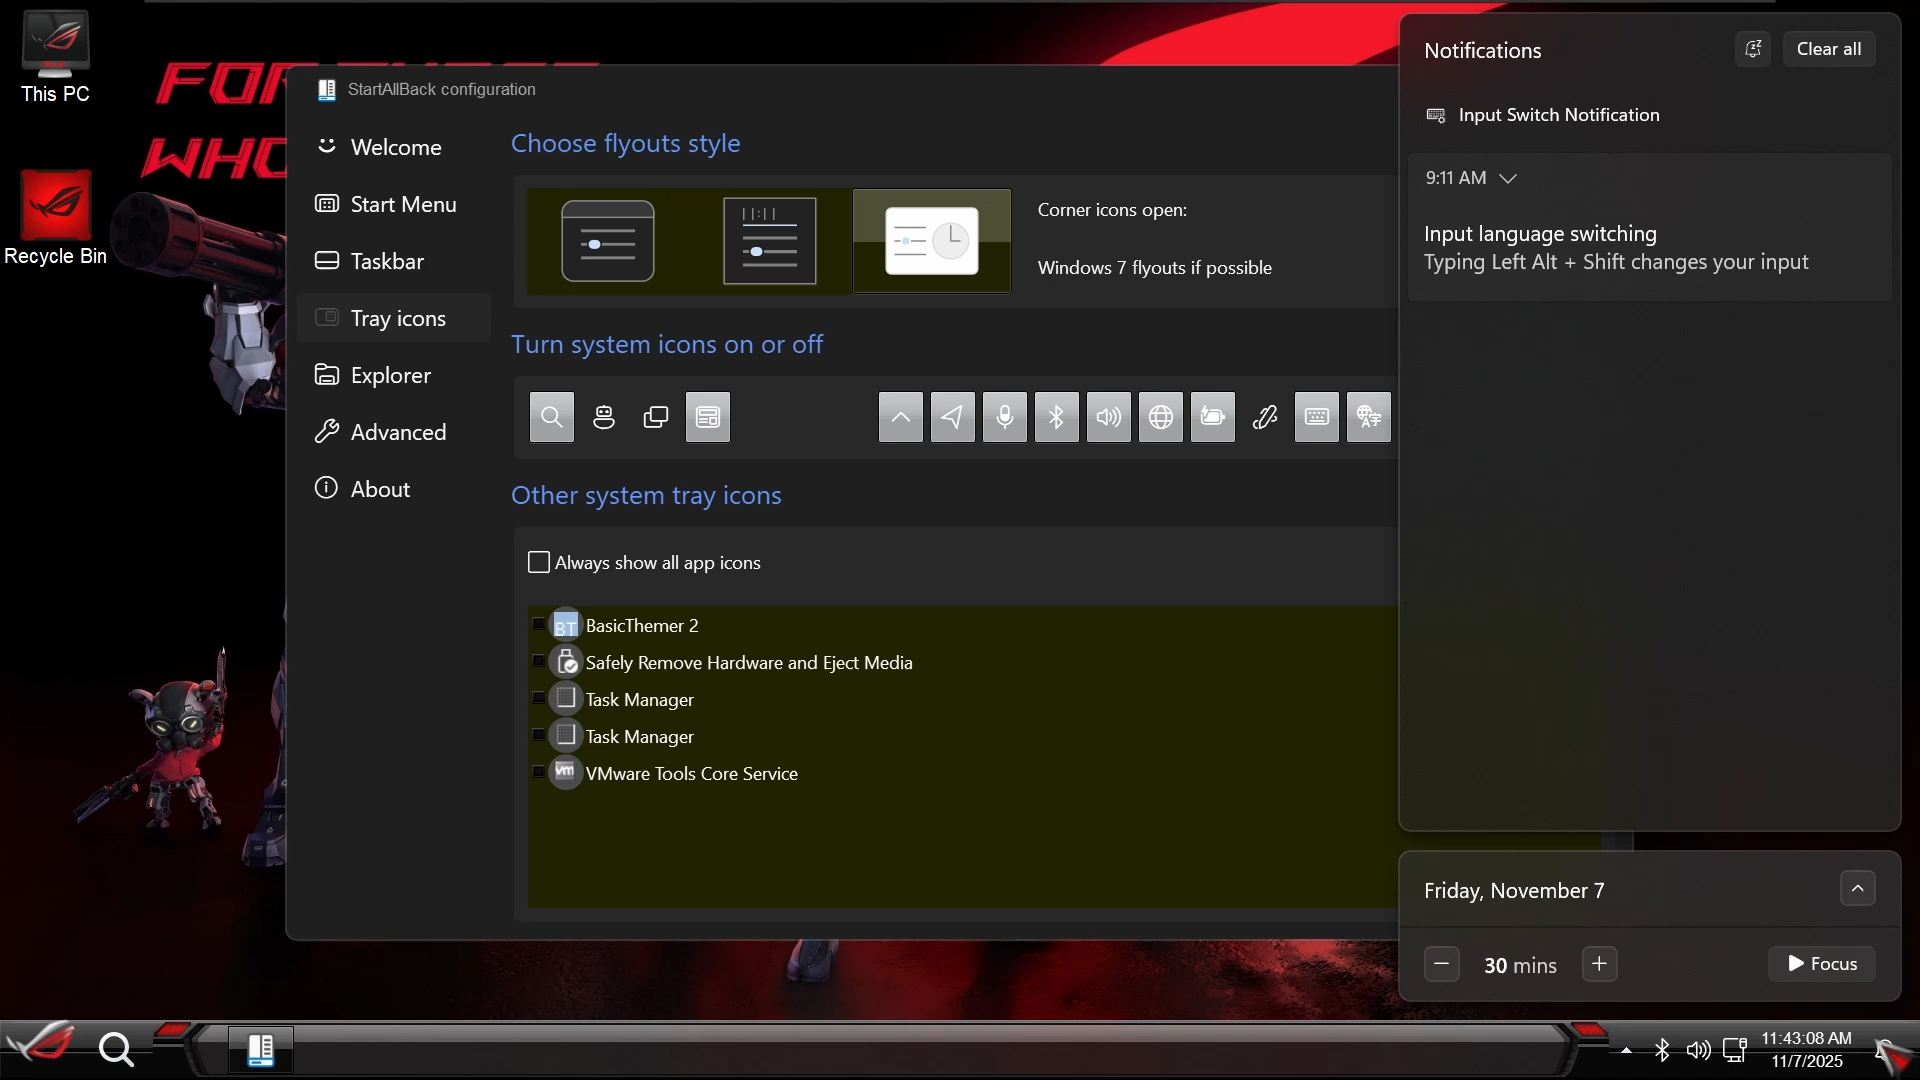 This PC
Recycle Bin
WHO
StartAllBack configuration
Welcome
Start Menu
Taskbar
Tray icons
Explorer
Advanced
About
Choose flyouts style
Corner icons open:
Windows 7 flyouts if possible
Turn system icons on or off
Other system tray icons
Always show all app icons
BT BasicThemer 2
Safely Remove Hardware and Eject Media
Task Manager
Task Manager
vm VMware Tools Core Service
Notifications
Clear all
Input Switch Notification
9:11 AM
Input language switching
Typing Left Alt + Shift changes your input
Friday, November 7
30 mins
Focus
11:43:08 AM
11/7/2025